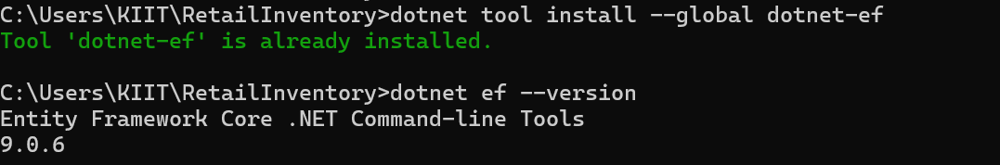 C:\Users\KIIT\RetailInventory>dotnet tool install --global dotnet-ef
Tool 'dotnet-ef' is already installed.
C:\Users\KIIT\RetailInventory>dotnet ef --version
Entity Framework Core .NET Command-line Tools
9.0.6